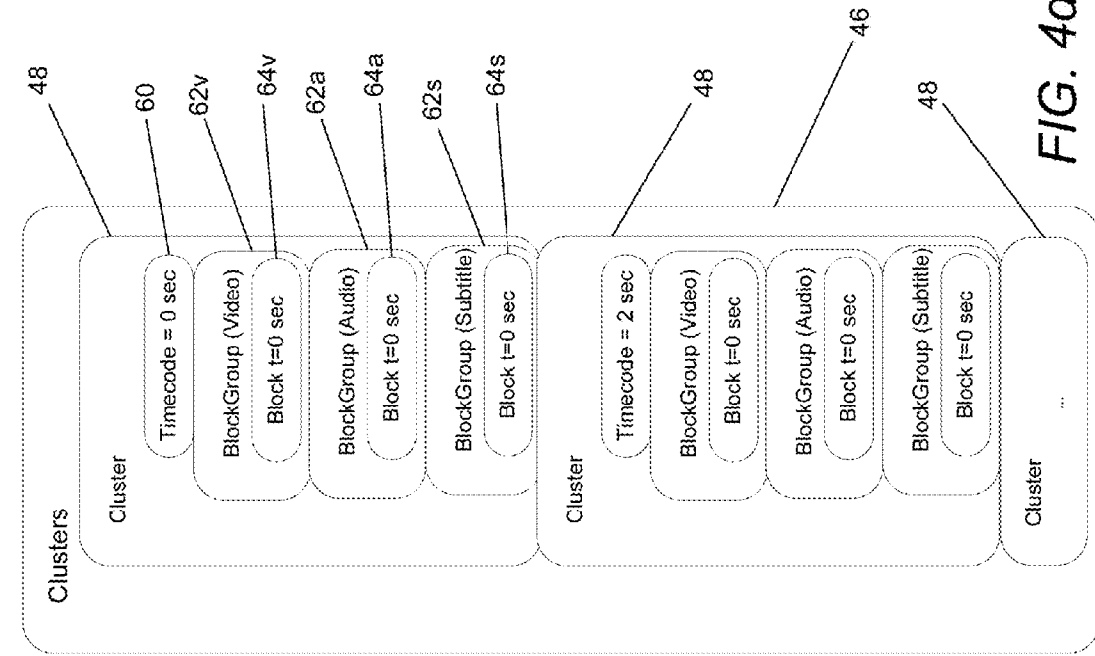 Clusters
48
Cluster
60
Timecode = 0 sec
62v
BlockGroup (Video)
64v
Block t=0 sec
62a
BlockGroup (Audio)
64a
Block t=0 sec
62s
BlockGroup (Subtitle)
64s
Block t=0 sec
Cluster
48
Timecode = 2 sec
BlockGroup (Video)
Block t=0 sec
BlockGroup (Audio)
Block t=0 sec
46
BlockGroup (Subtitle)
48
Block t=0 sec
Cluster
...
FIG. 4a